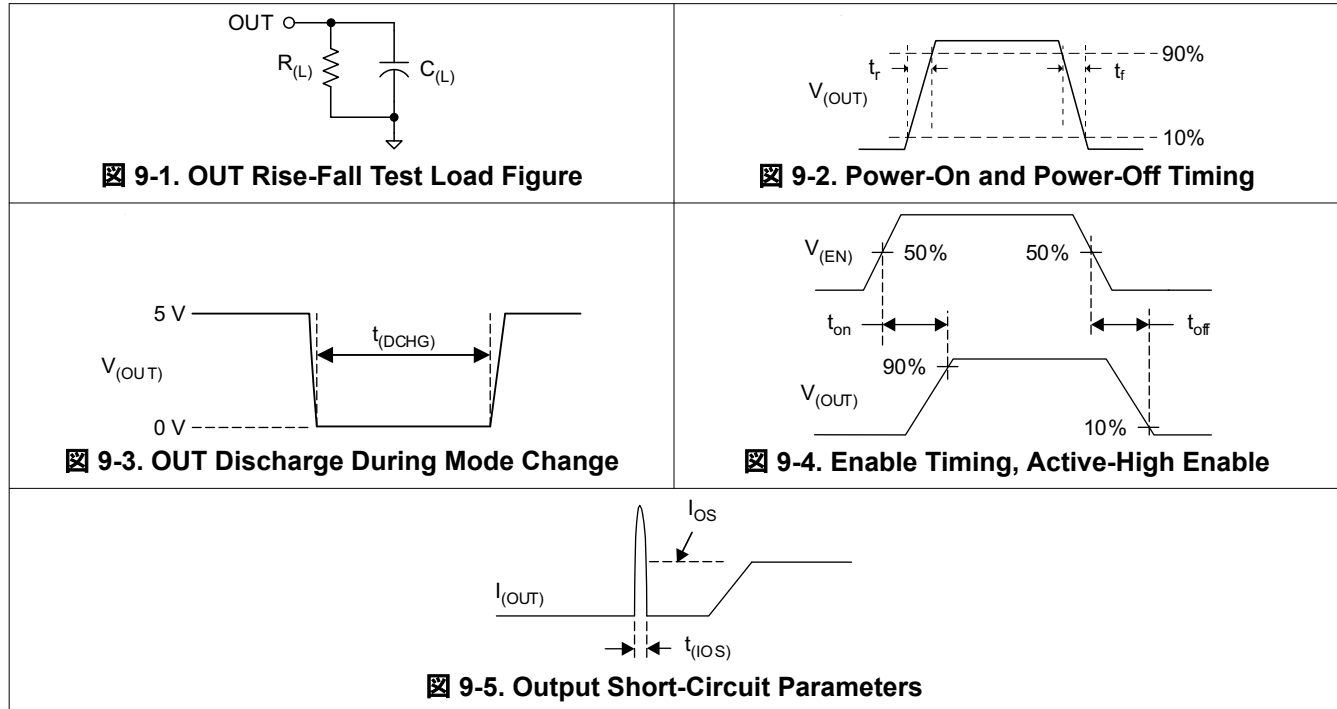 OUT
R(L)
C(L)
図 9-1. OUT Rise-Fall Test Load Figure
90%
tr
tf
V(OUT)
10%
図 9-2. Power-On and Power-Off Timing
5 V
t(DCHG)
V(OUT)
0 V
図 9-3. OUT Discharge During Mode Change
V(EN)
50%
50%
ton
toff
90%
V(OUT)
10%
図 9-4. Enable Timing, Active-High Enable
IOS
I(OUT)
t(IOS)
図 9-5. Output Short-Circuit Parameters